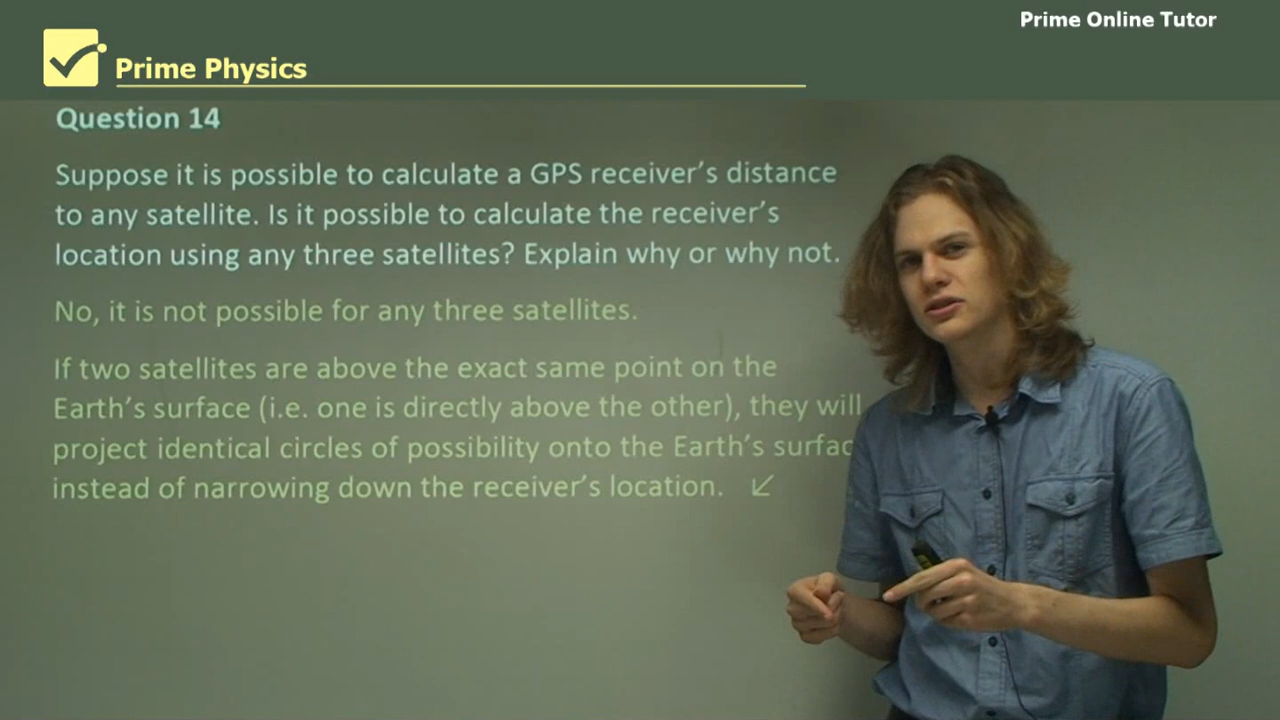 Prime Online Tutor
Prime Physics
Question 14
Suppose it is possible to calculate a GPS receiver's distance
to any satellite. Is it possible to calculate the receiver's
location using any three satellites? Explain why or why not.
No, it is not possible for any three satellites.
If two satellites are above the exact same point on the
Earth's surface (i.e. one is directly above the other), they will
project identical circles of possibility onto the Earth's surfac
instead of narrowing down the receiver's location.